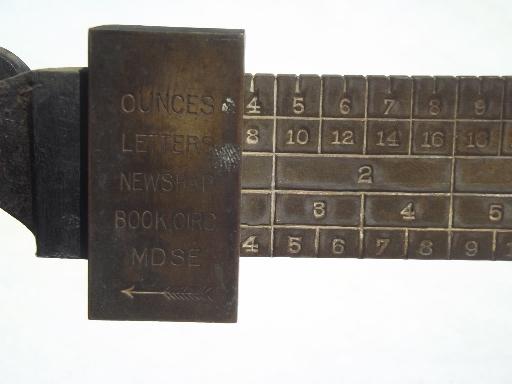 OUNCES 4 5 6 7 8 9
LETTERS 8 10 12 14 16 18
NEWSPAP 2
BOOK,CIRC 3 4 5
MDSE 4 5 6 7 8 9